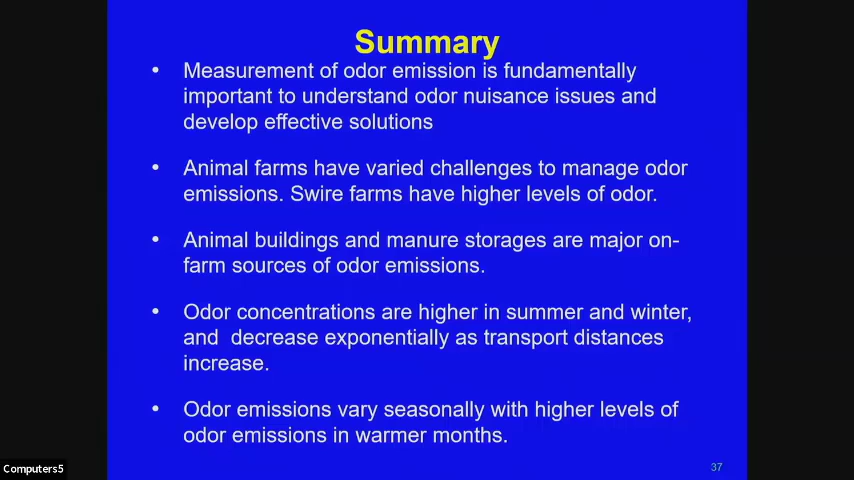 Summary
• Measurement of odor emission is fundamentally
important to understand odor nuisance issues and
develop effective solutions
• Animal farms have varied challenges to manage odor
emissions. Swire farms have higher levels of odor.
• Animal buildings and manure storages are major on-
farm sources of odor emissions.
• Odor concentrations are higher in summer and winter,
and  decrease exponentially as transport distances
increase.
• Odor emissions vary seasonally with higher levels of
odor emissions in warmer months.
37
Computers5